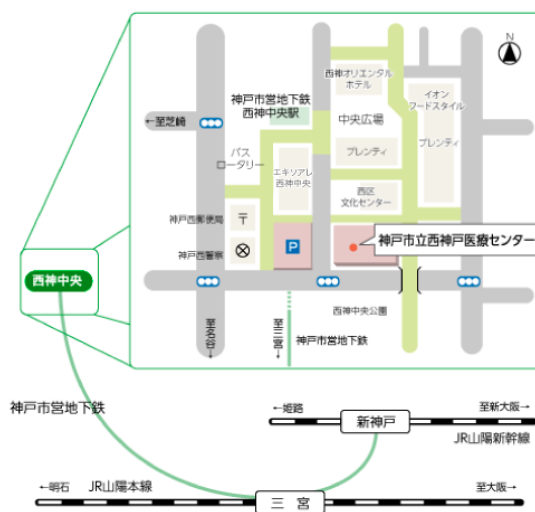 N
西神オリエンタル
ホテル
イオン
フードスタイル
神戸市営地下鉄
西神中央駅
中央広場
←至芝崎
バス
ロータリー
プレンティ
プレンティ
エキソアレ
西神中央
西区
文化センター
神戸西郵便局
〒
神戸西警察
P
神戸市立西神戸医療センター
西神中央
西神中央公園
至名谷→
至三宮→
神戸市営地下鉄
神戸市営地下鉄
←姫路
新神戸
至新大阪→
JR山陽新幹線
←明石
JR山陽本線
三宮
至大阪→